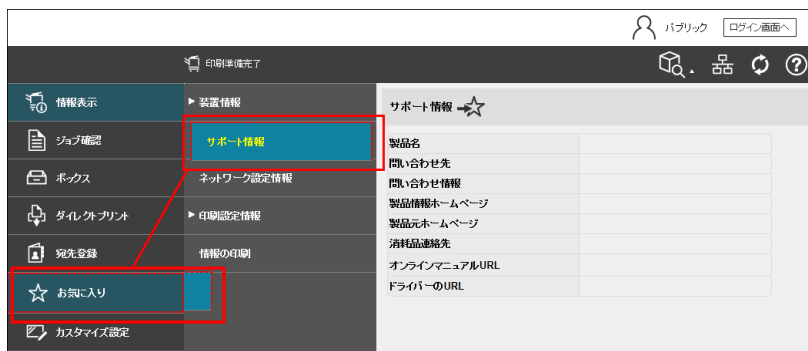 パブリック
ログイン画面へ
印刷準備完了
情報表示
ジョブ確認
ボックス
ダイレクトプリント
宛先登録
お気に入り
カスタマイズ設定
装置情報
サポート情報
ネットワーク設定情報
印刷設定情報
情報の印刷
サポート情報
製品名
問い合わせ先
問い合わせ情報
製品情報ホームページ
製品元ホームページ
消耗品連絡先
オンラインマニュアルURL
ドライバーのURL